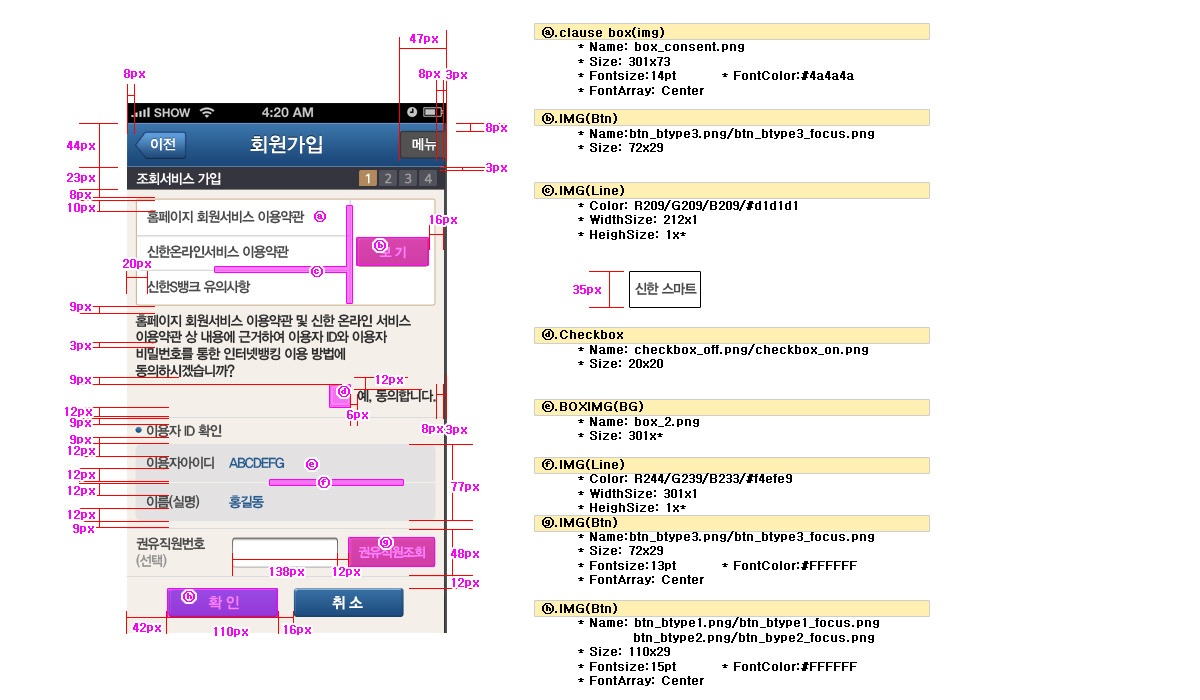 47px
8px
8px
3px
SHOW
4:20 AM
8px
44px
이전
회원가입
메뉴
23px
조회서비스 가입
1 2 3 4
3px
8px
10px
홈페이지 회원서비스 이용약관 ⓐ
16px
신한온라인서비스 이용약관
ⓑ
보 기
20px
ⓒ
신한S뱅크 유의사항
9px
홈페이지 회원서비스 이용약관 및 신한 온라인 서비스
이용약관 상 내용에 근거하여 이용자 ID와 이용자
3px
비밀번호를 통한 인터넷뱅킹 이용 방법에
동의하시겠습니까?
9px
12px
ⓓ 예, 동의합니다.
12px
6px
9px
8px
3px
이용자 ID 확인
9px
12px
이용자아이디 ABCDEFG ⓔ
12px
ⓕ
12px
77px
이름(실명) 홍길동
12px
9px
권유직원번호
(선택)
ⓖ
권유직원조회
48px
138px
12px
12px
ⓗ 확 인
취 소
42px
110px
16px
ⓐ.clause box(img)
* Name: box_consent.png
* Size: 301x73
* Fontsize:14pt * FontColor:#4a4a4a
* FontArray: Center
ⓑ.IMG(Btn)
* Name:btn_btype3.png/btn_btype3_focus.png
* Size: 72x29
ⓒ.IMG(Line)
* Color: R209/G209/B209/#d1d1d1
* WidthSize: 212x1
* HeighSize: 1x*
35px
신한 스마트
ⓓ.Checkbox
* Name: checkbox_off.png/checkbox_on.png
* Size: 20x20
ⓔ.BOXIMG(BG)
* Name: box_2.png
* Size: 301x*
ⓕ.IMG(Line)
* Color: R244/G239/B233/#f4efe9
* WidthSize: 301x1
* HeighSize: 1x*
ⓖ.IMG(Btn)
* Name:btn_btype3.png/btn_btype3_focus.png
* Size: 72x29
* Fontsize:13pt * FontColor:#FFFFFF
* FontArray: Center
ⓗ.IMG(Btn)
* Name: btn_btype1.png/btn_btype1_focus.png
btn_btype2.png/btn_bype2_focus.png
* Size: 110x29
* Fontsize:15pt * FontColor:#FFFFFF
* FontArray: Center